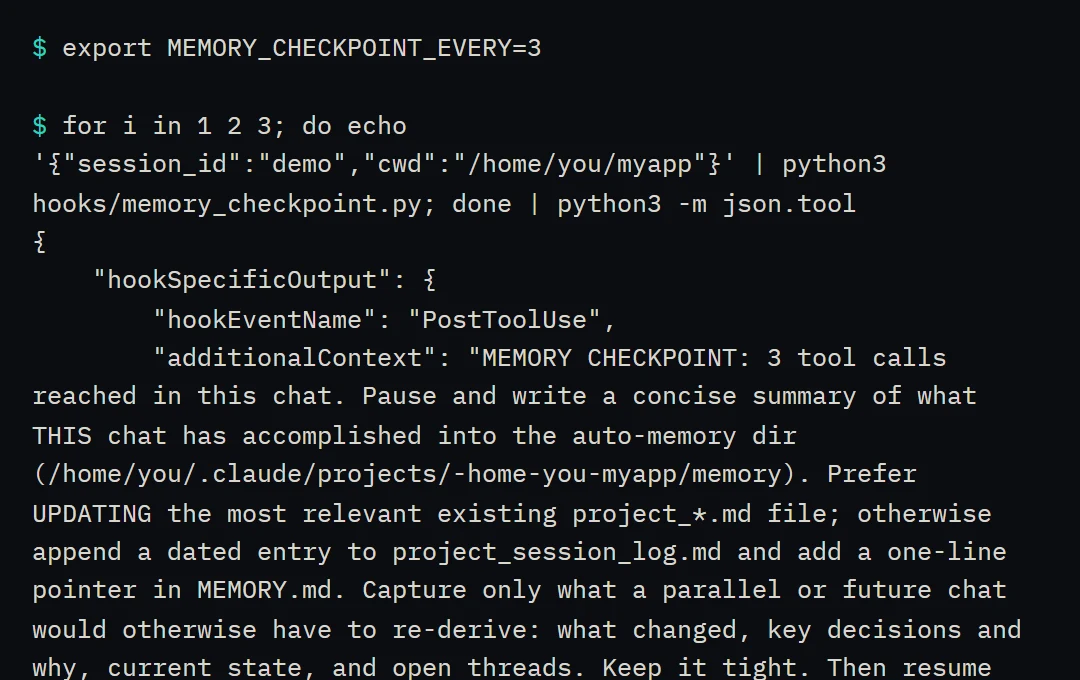 $ export MEMORY_CHECKPOINT_EVERY=3
$ for i in 1 2 3; do echo
'{"session_id":"demo","cwd":"/home/you/myapp"}' | python3
hooks/memory_checkpoint.py; done | python3 -m json.tool
{
    "hookSpecificOutput": {
        "hookEventName": "PostToolUse",
        "additionalContext": "MEMORY CHECKPOINT: 3 tool calls
reached in this chat. Pause and write a concise summary of what
THIS chat has accomplished into the auto-memory dir
(/home/you/.claude/projects/-home-you-myapp/memory). Prefer
UPDATING the most relevant existing project_*.md file; otherwise
append a dated entry to project_session_log.md and add a one-line
pointer in MEMORY.md. Capture only what a parallel or future chat
would otherwise have to re-derive: what changed, key decisions and
why, current state, and open threads. Keep it tight. Then resume